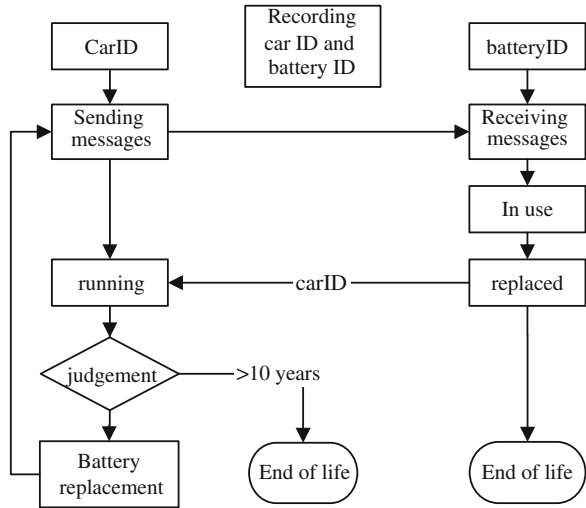 CarID
Recording
car ID and
battery ID
batteryID
Sending
messages
Receiving
messages
In use
running
carID
replaced
judgement
>10 years
Battery
replacement
End of life
End of life